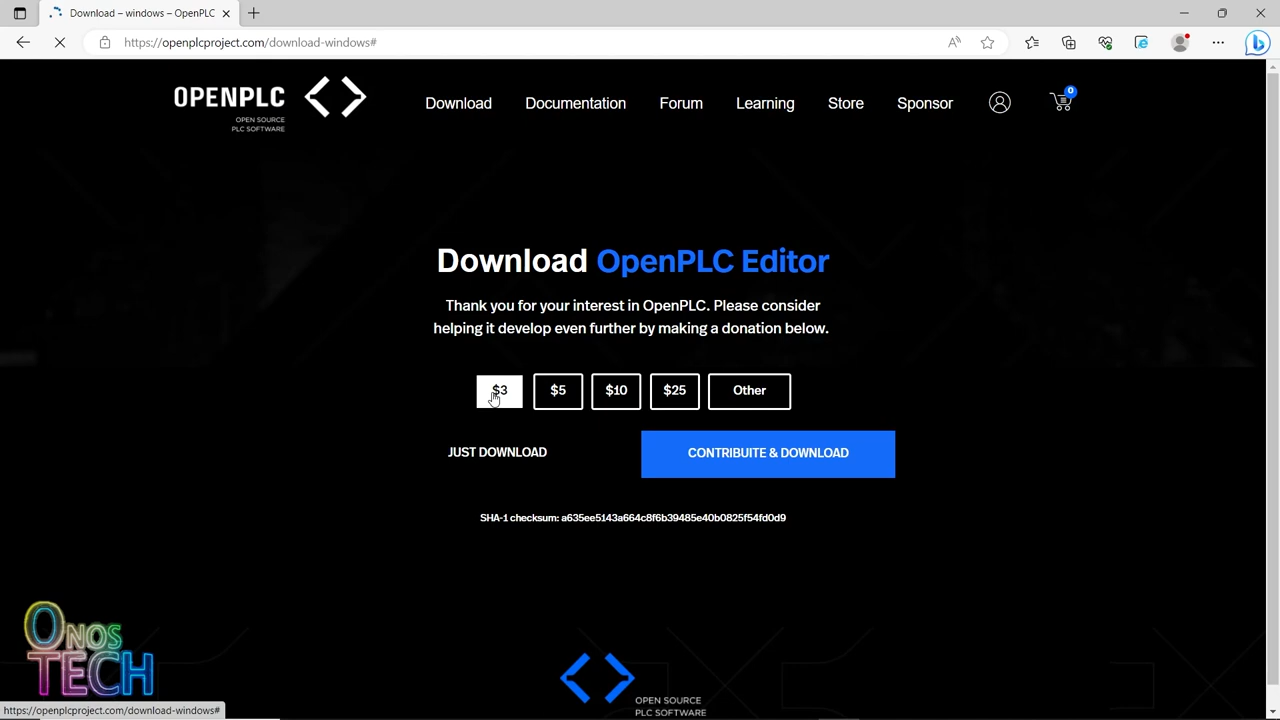 Download – windows – OpenPLC
https://openplcproject.com/download-windows#
OPENPLC
OPEN SOURCE
PLC SOFTWARE
Download
Documentation
Forum
Learning
Store
Sponsor
0
Download OpenPLC Editor
Thank you for your interest in OpenPLC. Please consider
helping it develop even further by making a donation below.
$3
$5
$10
$25
Other
JUST DOWNLOAD
CONTRIBUITE & DOWNLOAD
SHA-1 checksum: a635ee5143a664c8f6b39485e40b0825f54fd0d9
ONOS
TECH
OPEN SOURCE
PLC SOFTWARE
https://openplcproject.com/download-windows#